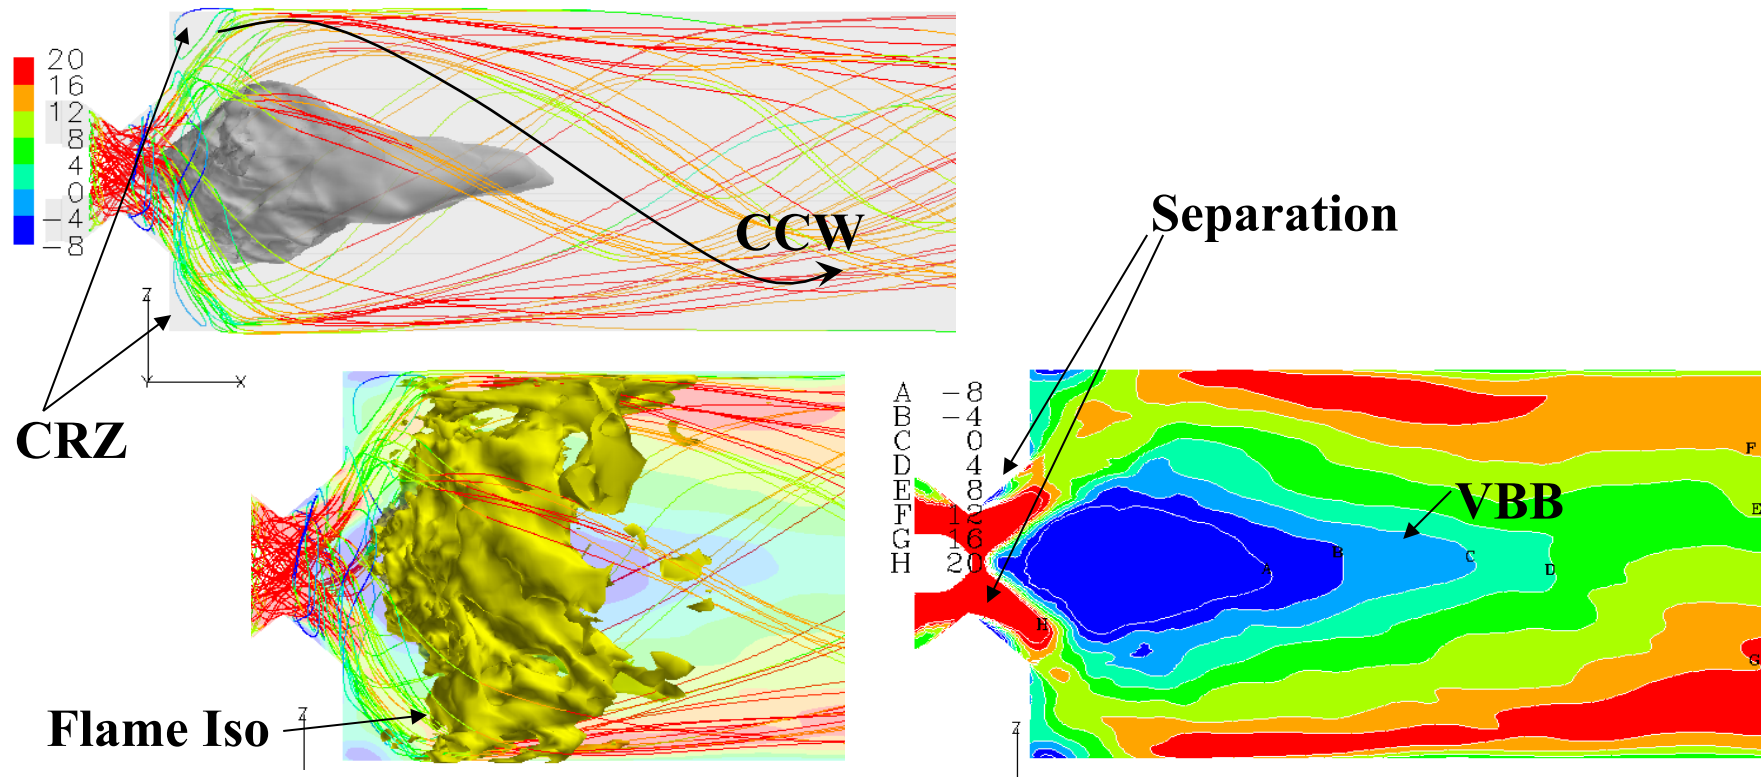 20
16
12
8
4
0
−4
−8
CCW
Z
Y
X
CRZ
Separation
A −8
B −4
C 0
D 4
E 8
F 12
G 16
H 20
VBB
F
E
A
B
C
D
H
G
Flame Iso
Z
Z